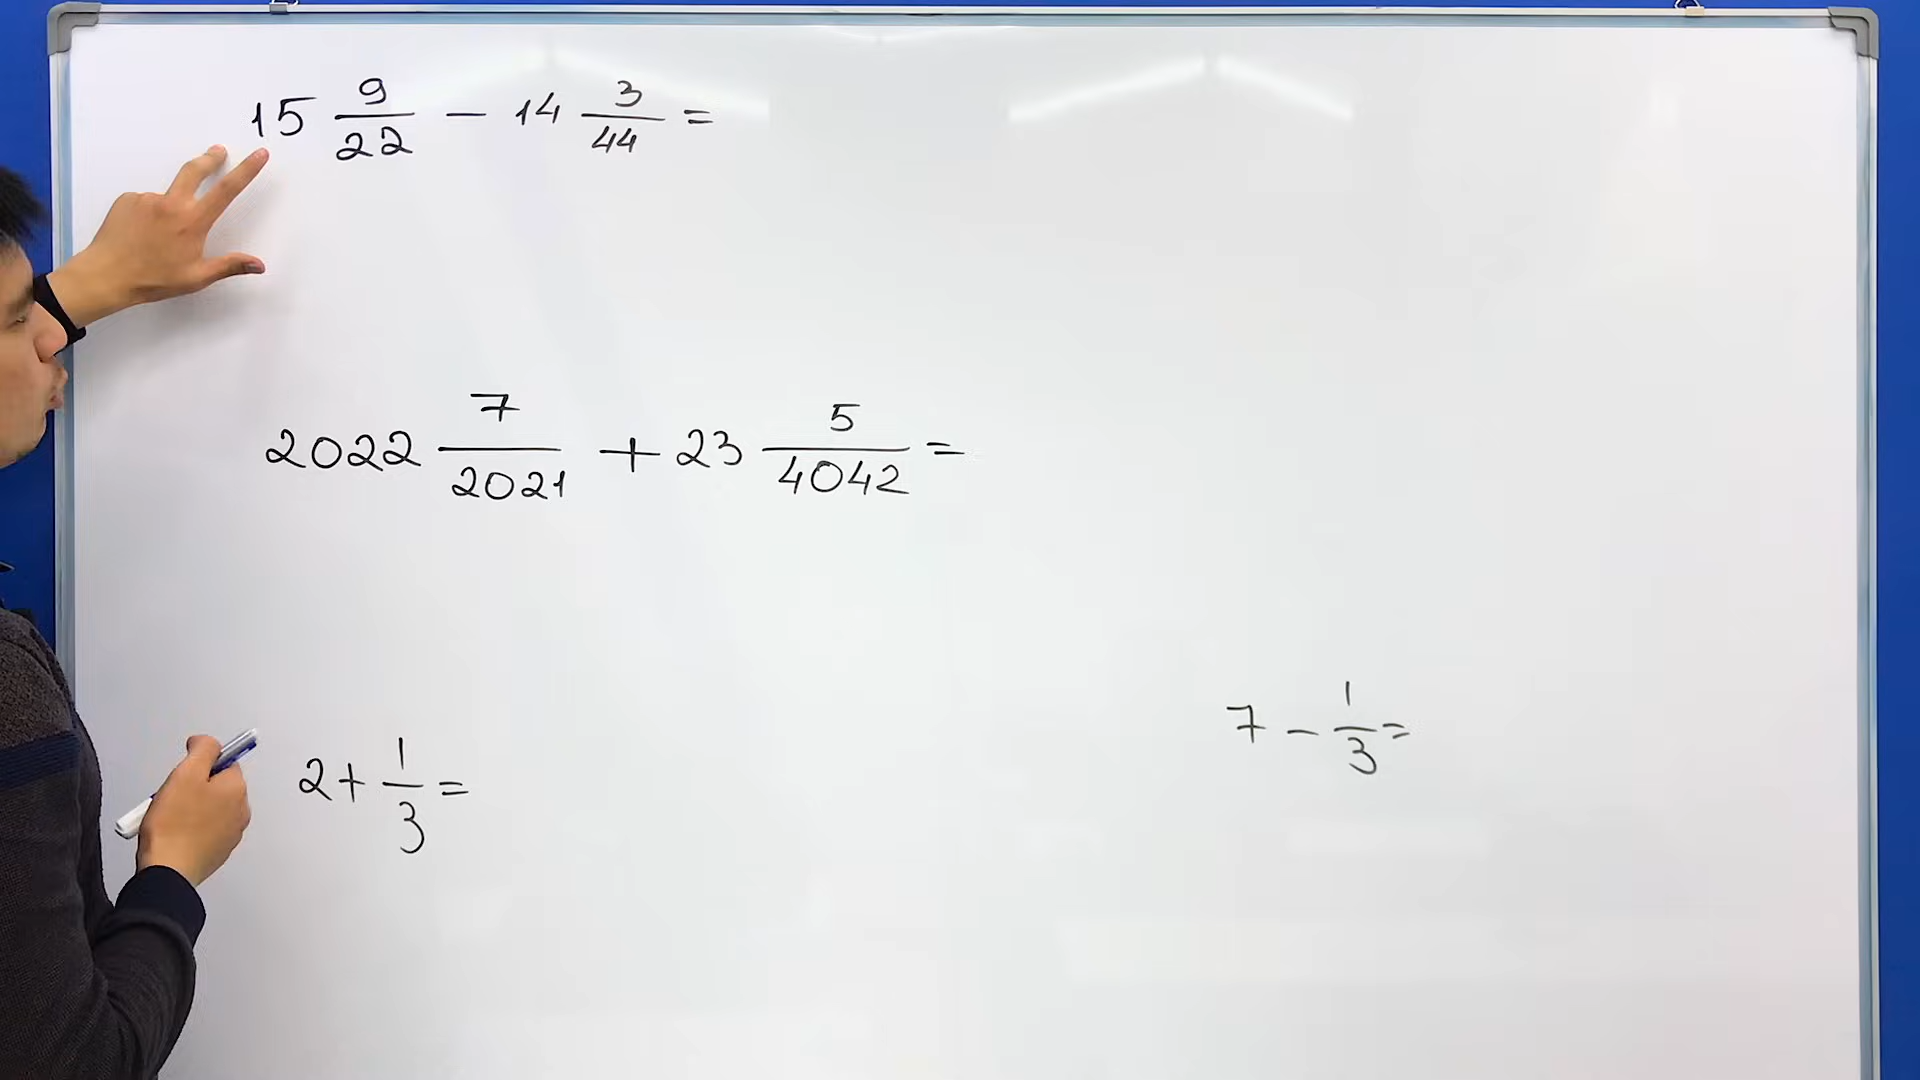 15 9/22 − 14 3/44 =
2022 7/2021 + 23 5/4042 =
7 − 1/3 =
2 + 1/3 =